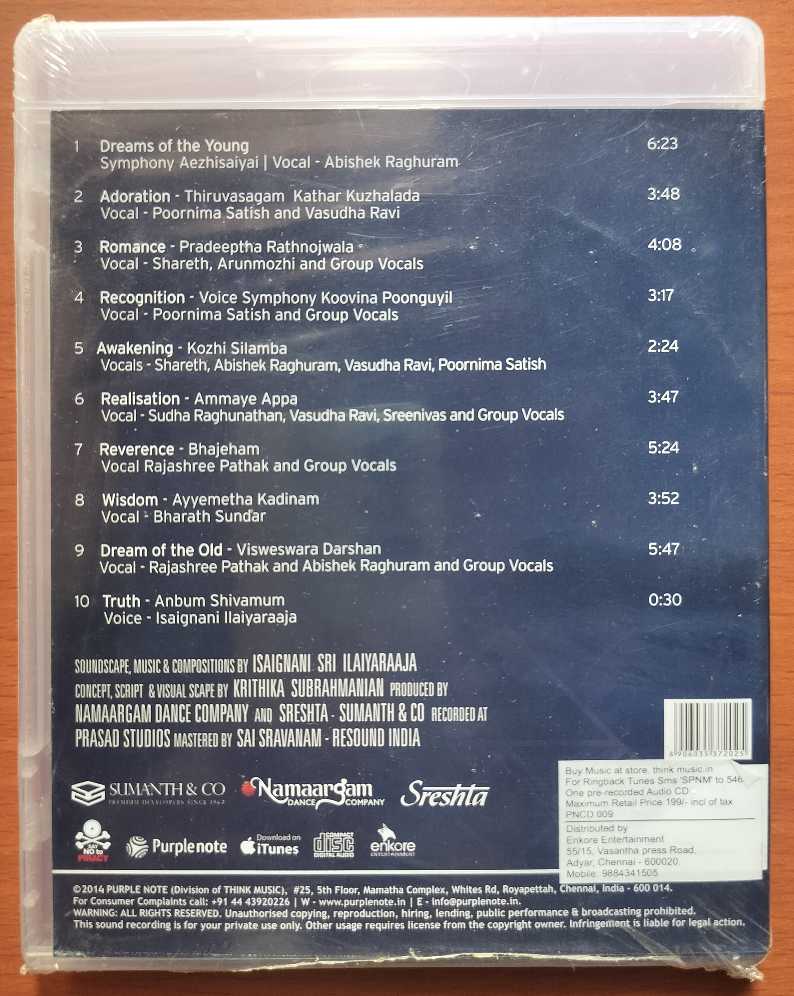 1 Dreams of the Young 6:23
Symphony Aezhisaiyai | Vocal - Abishek Raghuram
2 Adoration - Thiruvasagam Kathar Kuzhalada 3:48
Vocal - Poornima Satish and Vasudha Ravi
3 Romance - Pradeeptha Rathnojwala 4:08
Vocal - Shareth, Arunmozhi and Group Vocals
4 Recognition - Voice Symphony Koovina Poonguyil 3:17
Vocal - Poornima Satish and Group Vocals
5 Awakening - Kozhi Silamba 2:24
Vocals - Shareth, Abishek Raghuram, Vasudha Ravi, Poornima Satish
6 Realisation - Ammaye Appa 3:47
Vocal - Sudha Raghunathan, Vasudha Ravi, Sreenivas and Group Vocals
7 Reverence - Bhajeham 5:24
Vocal Rajashree Pathak and Group Vocals
8 Wisdom - Ayyemetha Kadinam 3:52
Vocal - Bharath Sundar
9 Dream of the Old - Visweswara Darshan 5:47
Vocal - Rajashree Pathak and Abishek Raghuram and Group Vocals
10 Truth - Anbum Shivamum 0:30
Voice - Isaignani Ilaiyaraaja
SOUNDSCAPE, MUSIC & COMPOSITIONS BY ISAIGNANI SRI ILAIYARAAJA
CONCEPT, SCRIPT & VISUAL SCAPE BY KRITHIKA SUBRAHMANIAN PRODUCED BY
NAMAARGAM DANCE COMPANY AND SRESHTA - SUMANTH & CO RECORDED AT
PRASAD STUDIOS MASTERED BY SAI SRAVANAM - RESOUND INDIA
SUMANTH & CO
PREMIUM DEVELOPERS SINCE 1962
Namaargam
DANCE COMPANY
Sreshta
Buy Music at store. think music.in
For Ringback Tunes Sms 'SPNM' to 546.
One pre-recorded Audio CD
Maximum Retail Price 199/- incl of tax
PNCD 009
Distributed by
Enkore Entertainment
55/15, Vasantha press Road,
Adyar, Chennai - 600020.
Mobile: 9884341505
SAY
NO TO
PIRACY
Purplenote
Download on
iTunes
COMPACT
disc
DIGITAL AUDIO
enkore
ENTERTAINMENT
©2014 PURPLE NOTE (Division of THINK MUSIC), #25, 5th Floor, Mamatha Complex, Whites Rd, Royapettah, Chennai, India - 600 014.
For Consumer Complaints call: +91 44 43920226 | W - www.purplenote.in | E - info@purplenote.in.
WARNING: ALL RIGHTS RESERVED. Unauthorised copying, reproduction, hiring, lending, public performance & broadcasting prohibited.
This sound recording is for your private use only. Other usage requires license from the copyright owner. Infringement is liable for legal action.